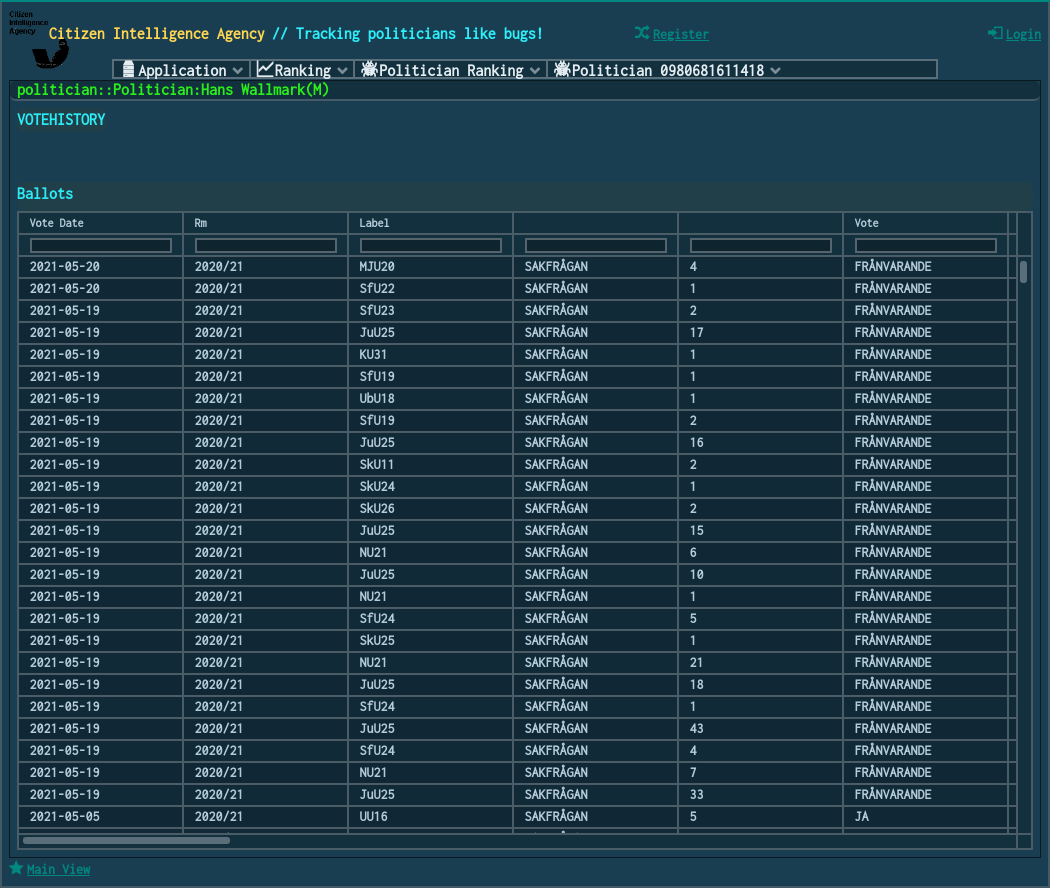 Citizen
Intelligence
Agency
Citizen Intelligence Agency // Tracking politicians like bugs!
Register
Login
Application Ranking Politician Ranking Politician 0980681611418
politician::Politician:Hans Wallmark(M)
VOTEHISTORY
Ballots
Vote Date Rm Label Vote
2021-05-20 2020/21 MJU20 SAKFRÅGAN 4 FRÅNVARANDE
2021-05-20 2020/21 SfU22 SAKFRÅGAN 1 FRÅNVARANDE
2021-05-19 2020/21 SfU23 SAKFRÅGAN 2 FRÅNVARANDE
2021-05-19 2020/21 JuU25 SAKFRÅGAN 17 FRÅNVARANDE
2021-05-19 2020/21 KU31 SAKFRÅGAN 1 FRÅNVARANDE
2021-05-19 2020/21 SfU19 SAKFRÅGAN 1 FRÅNVARANDE
2021-05-19 2020/21 UbU18 SAKFRÅGAN 1 FRÅNVARANDE
2021-05-19 2020/21 SfU19 SAKFRÅGAN 2 FRÅNVARANDE
2021-05-19 2020/21 JuU25 SAKFRÅGAN 16 FRÅNVARANDE
2021-05-19 2020/21 SkU11 SAKFRÅGAN 2 FRÅNVARANDE
2021-05-19 2020/21 SkU24 SAKFRÅGAN 1 FRÅNVARANDE
2021-05-19 2020/21 SkU26 SAKFRÅGAN 2 FRÅNVARANDE
2021-05-19 2020/21 JuU25 SAKFRÅGAN 15 FRÅNVARANDE
2021-05-19 2020/21 NU21 SAKFRÅGAN 6 FRÅNVARANDE
2021-05-19 2020/21 JuU25 SAKFRÅGAN 10 FRÅNVARANDE
2021-05-19 2020/21 NU21 SAKFRÅGAN 1 FRÅNVARANDE
2021-05-19 2020/21 SfU24 SAKFRÅGAN 5 FRÅNVARANDE
2021-05-19 2020/21 SkU25 SAKFRÅGAN 1 FRÅNVARANDE
2021-05-19 2020/21 NU21 SAKFRÅGAN 21 FRÅNVARANDE
2021-05-19 2020/21 JuU25 SAKFRÅGAN 18 FRÅNVARANDE
2021-05-19 2020/21 SfU24 SAKFRÅGAN 1 FRÅNVARANDE
2021-05-19 2020/21 JuU25 SAKFRÅGAN 43 FRÅNVARANDE
2021-05-19 2020/21 SfU24 SAKFRÅGAN 4 FRÅNVARANDE
2021-05-19 2020/21 NU21 SAKFRÅGAN 7 FRÅNVARANDE
2021-05-19 2020/21 JuU25 SAKFRÅGAN 33 FRÅNVARANDE
2021-05-05 2020/21 UU16 SAKFRÅGAN 5 JA
Main View